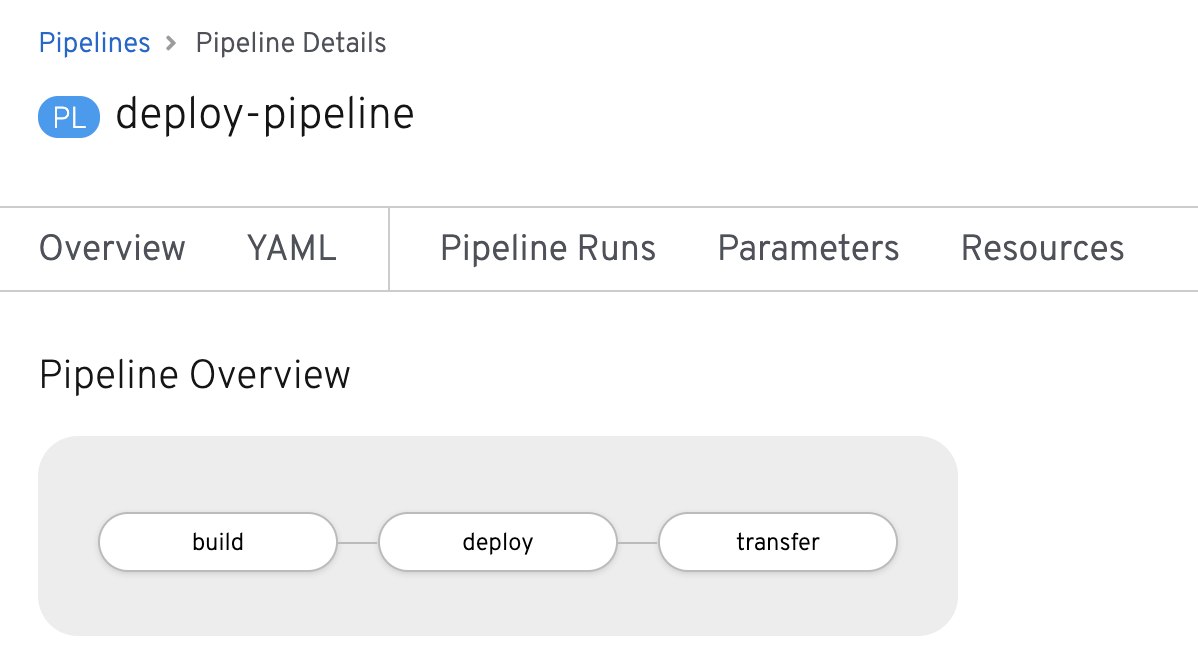 Pipelines > Pipeline Details
PL deploy-pipeline
Overview YAML Pipeline Runs Parameters Resources
Pipeline Overview
build deploy transfer